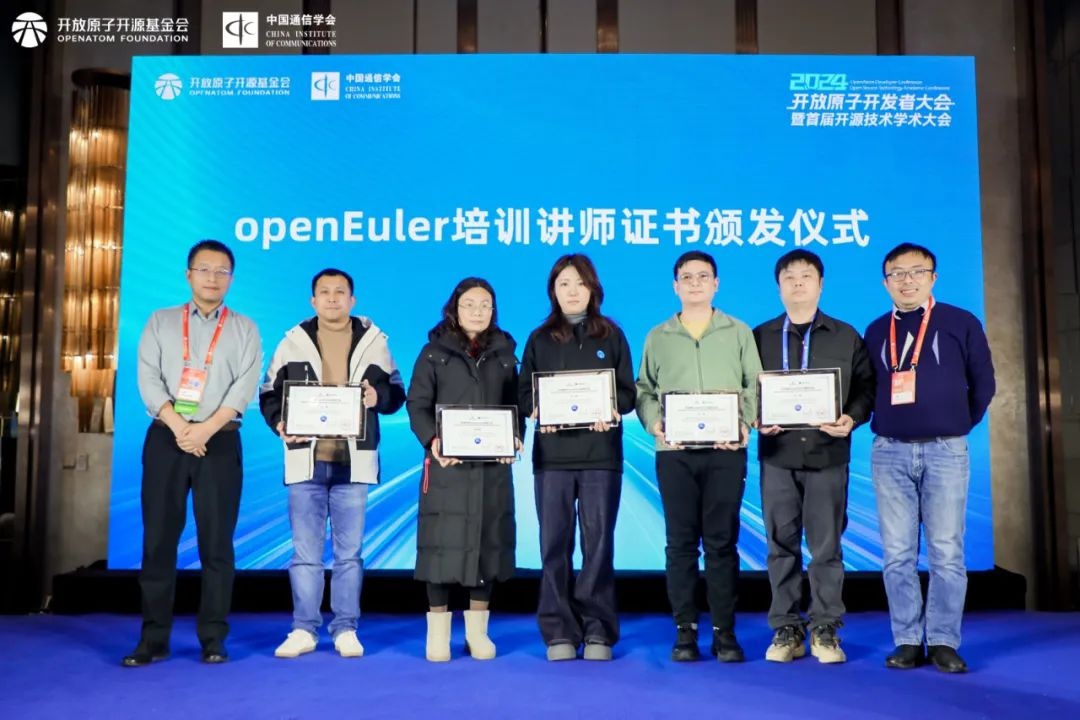 开放原子开源基金会
OPENATOM FOUNDATION
中国通信学会
CHINA INSTITUTE
OF COMMUNICATIONS
开放原子开源基金会
OPENATOM FOUNDATION
中国通信学会
CHINA INSTITUTE
OF COMMUNICATIONS
2024
OpenAtom Developer Conference
开放原子开发者大会
暨首届开源技术学术大会
openEuler培训讲师证书颁发仪式